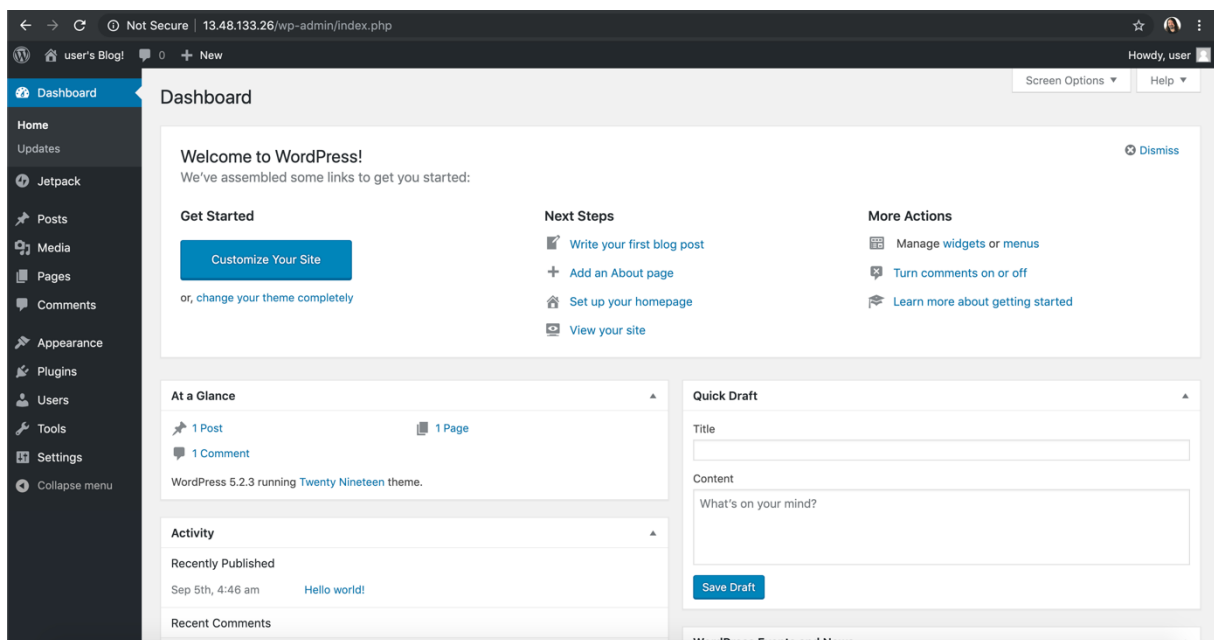 Not Secure | 13.48.133.26/wp-admin/index.php
user's Blog! 0 + New
Howdy, user
Screen Options ▼ Help ▼
Dashboard
Home
Updates
Jetpack
Posts
Media
Pages
Comments
Appearance
Plugins
Users
Tools
Settings
Collapse menu
Dashboard
Welcome to WordPress!
Dismiss
We've assembled some links to get you started:
Get Started
Customize Your Site
or, change your theme completely
Next Steps
Write your first blog post
Add an About page
Set up your homepage
View your site
More Actions
Manage widgets or menus
Turn comments on or off
Learn more about getting started
At a Glance
1 Post 1 Page
1 Comment
WordPress 5.2.3 running Twenty Nineteen theme.
Activity
Recently Published
Sep 5th, 4:46 am Hello world!
Recent Comments
Quick Draft
Title
Content
What's on your mind?
Save Draft